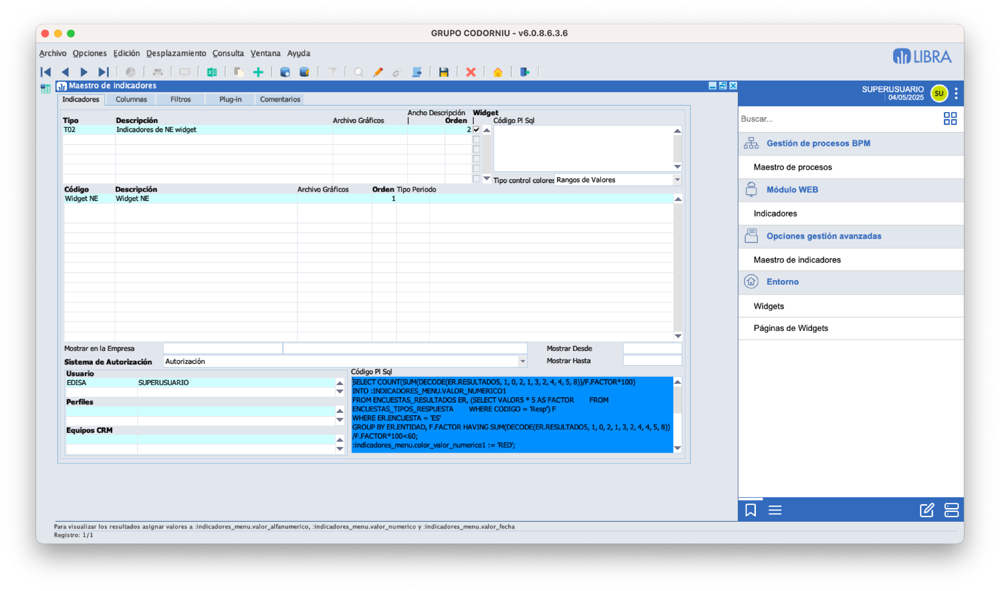 GRUPO CODORNIU - v6.0.8.6.3.6
Archivo Opciones Edición Desplazamiento Consulta Ventana Ayuda
LIBRA
Maestro de indicadores
SUPERUSUARIO
04/05/2025
SU
Indicadores Columnas Filtros Plug-in Comentarios
Buscar...
Ancho Descripción Widget
Tipo Descripción Archivo Gráficos Orden Código Pl Sql
T02 Indicadores de NE widget 2
Tipo control colores Rangos de Valores
Código Descripción Archivo Gráficos Orden Tipo Periodo
Widget NE Widget NE 1
Gestión de procesos BPM
Maestro de procesos
Módulo WEB
Indicadores
Opciones gestión avanzadas
Maestro de indicadores
Entorno
Widgets
Páginas de Widgets
Mostrar en la Empresa Mostrar Desde
Sistema de Autorización Autorización Mostrar Hasta
Usuario
EDISA SUPERUSUARIO
Perfiles
Equipos CRM
Código Pl Sql
SELECT COUNT(SUM(DECODE(ER.RESULTADO5, 1, 0, 2, 1, 3, 2, 4, 4, 5, 8))/F.FACTOR*100)
INTO :INDICADORES_MENU.VALOR_NUMERICO1
FROM ENCUESTAS_RESULTADOS ER, (SELECT VALOR5 * 5 AS FACTOR FROM
ENCUESTAS_TIPOS_RESPUESTA WHERE CODIGO = 'Resp') F
WHERE ER.ENCUESTA = 'ES'
GROUP BY ER.ENTIDAD, F.FACTOR HAVING SUM(DECODE(ER.RESULTADO5, 1, 0, 2, 1, 3, 2, 4, 4, 5, 8))
/F.FACTOR*100<60;
:indicadores_menu.color_valor_numerico1 := 'RED';
Para visualizar los resultados asignar valores a :indicadores_menu.valor_alfanumerico, :indicadores_menu.valor_numerico y :indicadores_menu.valor_fecha
Registro: 1/1